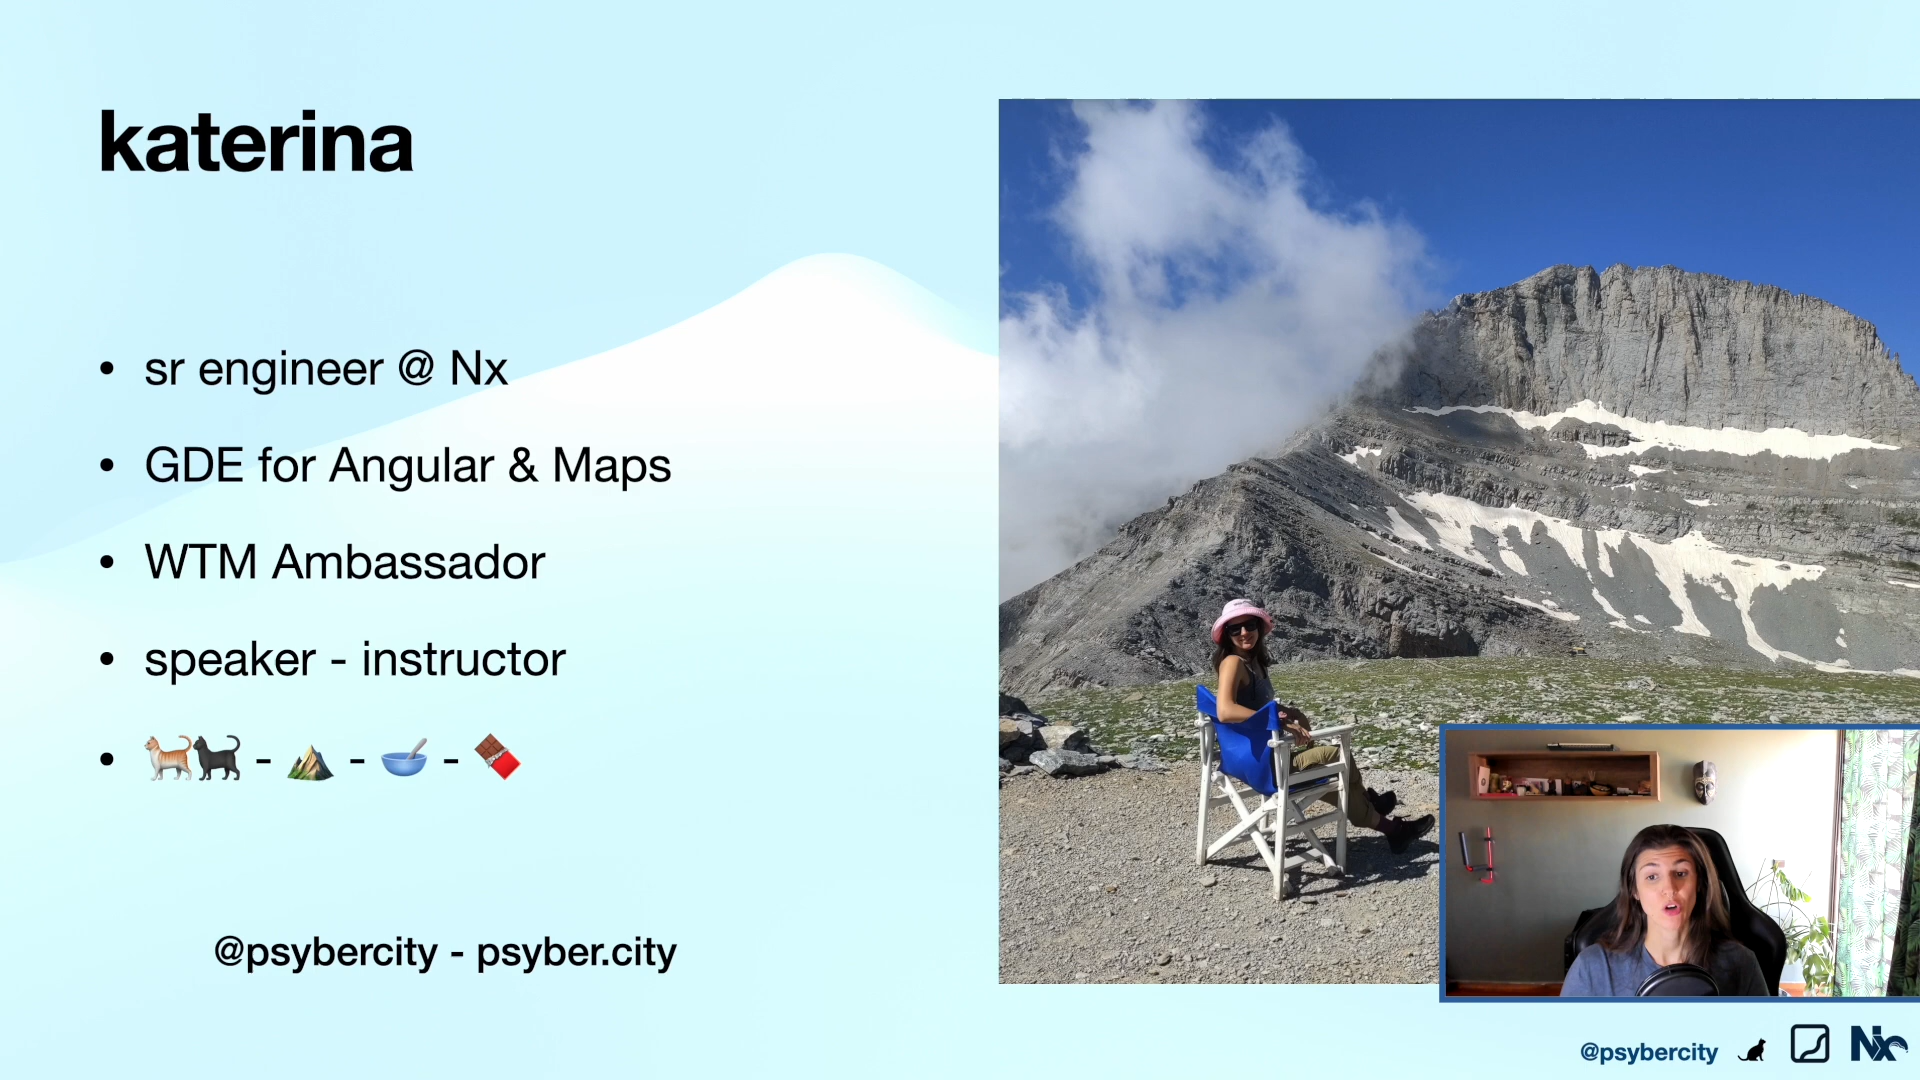 katerina
• sr engineer @ Nx
• GDE for Angular & Maps
• WTM Ambassador
• speaker - instructor
• 🐈🐈‍⬛ - ⛰️ - 🥣 - 🍫
@psybercity - psyber.city
@psybercity
Nx